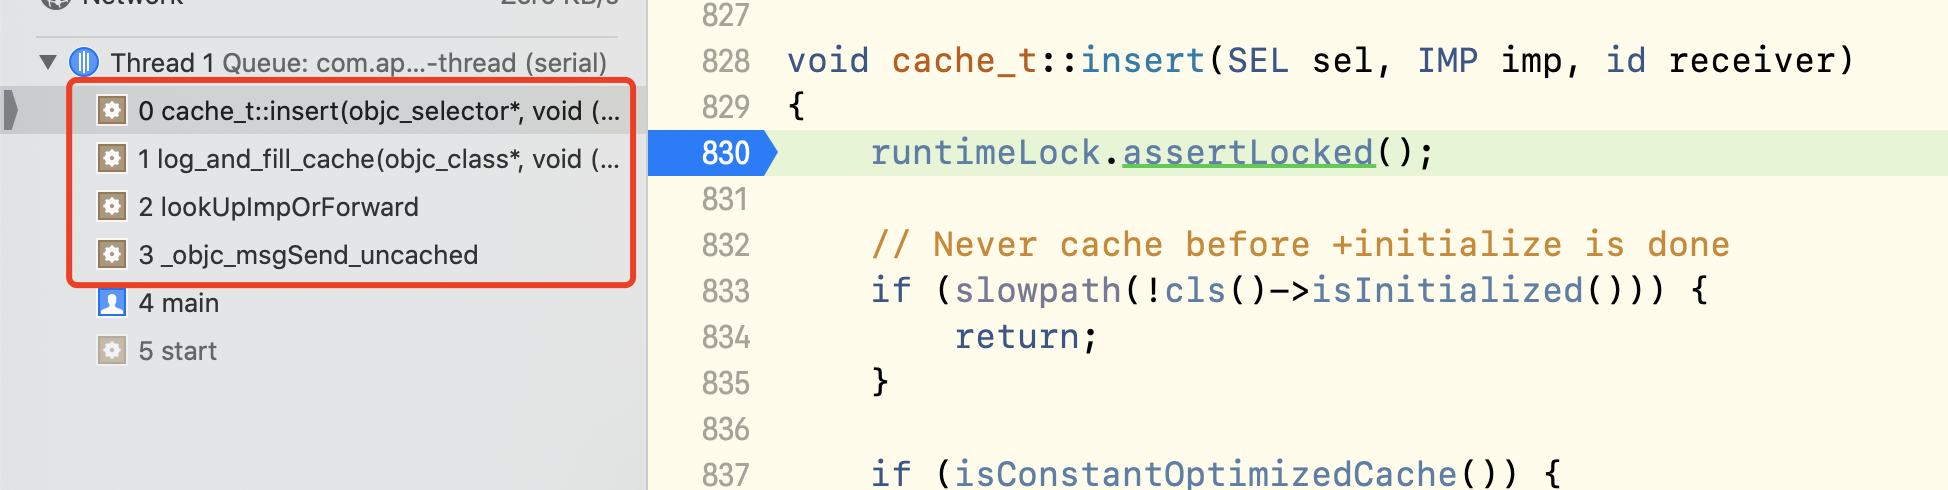 Network
Zero KB/s
Thread 1 Queue: com.ap...-thread (serial)
0 cache_t::insert(objc_selector*, void (...
1 log_and_fill_cache(objc_class*, void (...
2 lookUpImpOrForward
3 _objc_msgSend_uncached
4 main
5 start
827
828 void cache_t::insert(SEL sel, IMP imp, id receiver)
829 {
830 runtimeLock.assertLocked();
831
832 // Never cache before +initialize is done
833 if (slowpath(!cls()->isInitialized())) {
834 return;
835 }
836
837 if (isConstantOptimizedCache()) {